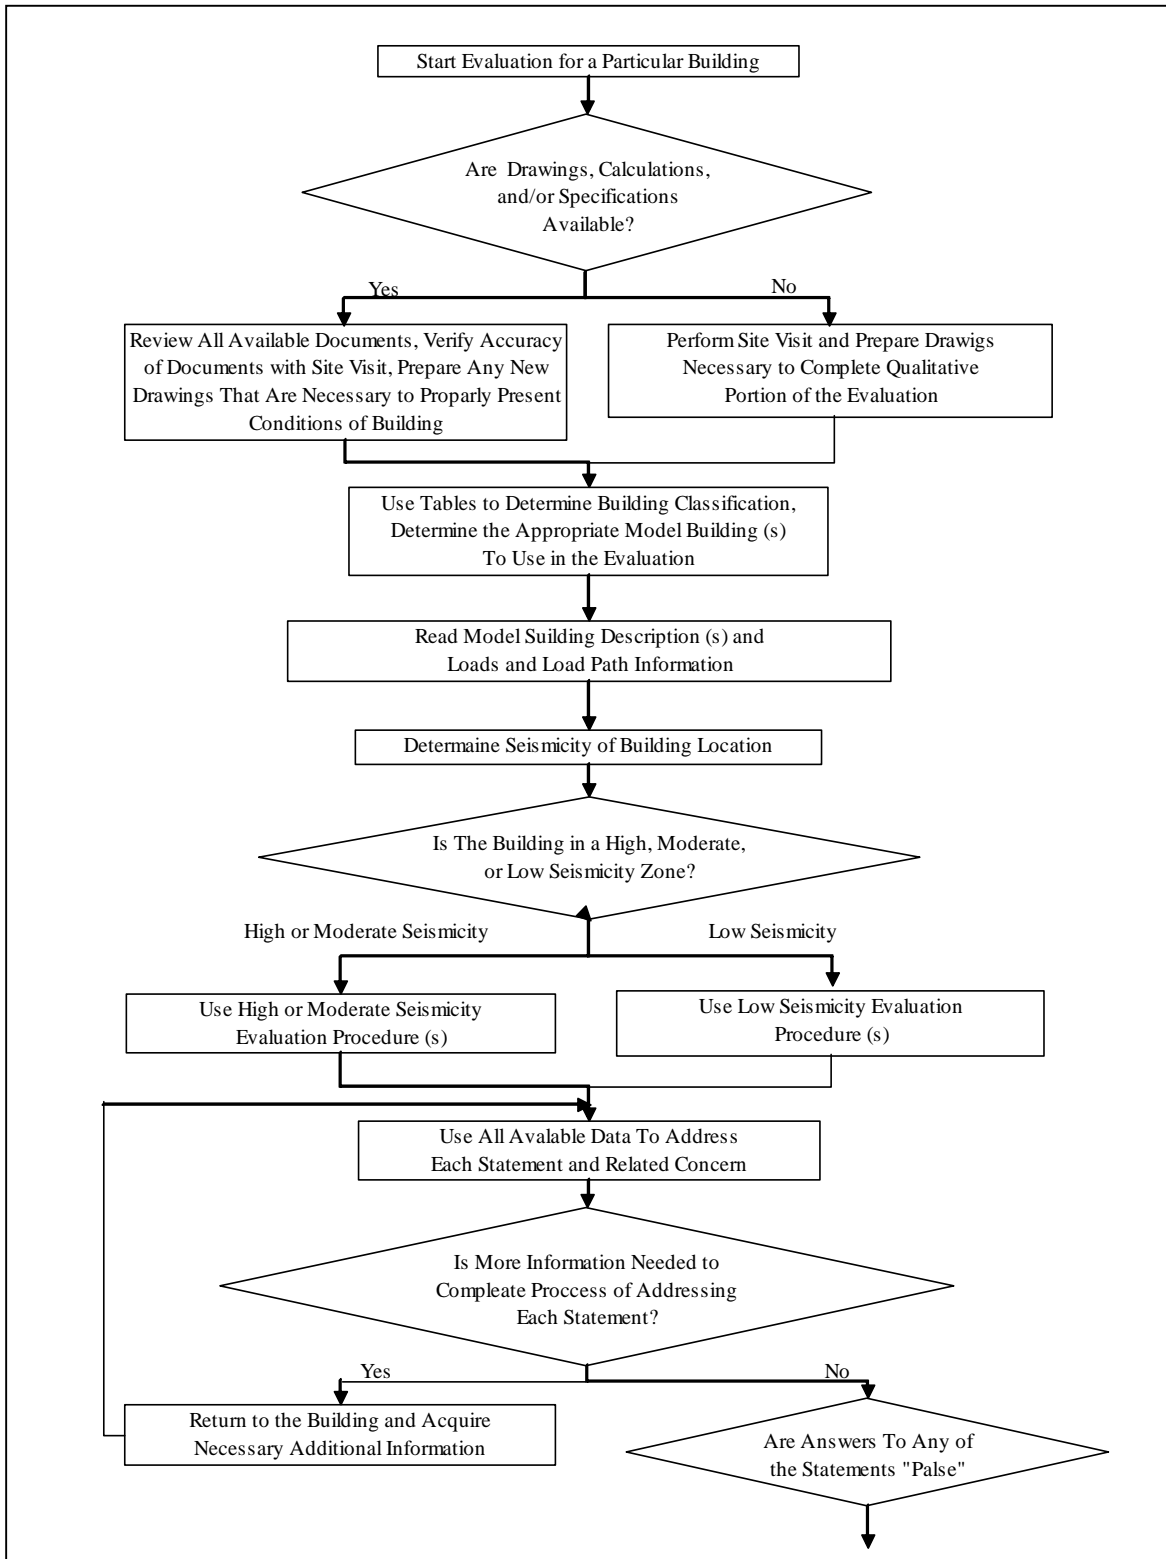 Start Evaluation for a Particular Building
Are Drawings, Calculations,
and/or Specifications
Available?
Yes
No
Review All Available Documents, Verify Accuracy
of Documents with Site Visit, Prepare Any New
Drawings That Are Necessary to Properly Present
Conditions of Building
Perform Site Visit and Prepare Drawigs
Necessary to Complete Qualitative
Portion of the Evaluation
Use Tables to Determine Building Classification,
Determine the Appropriate Model Building (s)
To Use in the Evaluation
Read Model Suilding Description (s) and
Loads and Load Path Information
Determaine Seismicity of Building Location
Is The Building in a High, Moderate,
or Low Seismicity Zone?
High or Moderate Seismicity
Low Seismicity
Use High or Moderate Seismicity
Evaluation Procedure (s)
Use Low Seismicity Evaluation
Procedure (s)
Use All Avalable Data To Address
Each Statement and Related Concern
Is More Information Needed to
Compleate Proccess of Addressing
Each Statement?
Yes
No
Return to the Building and Acquire
Necessary Additional Information
Are Answers To Any of
the Statements "Palse"